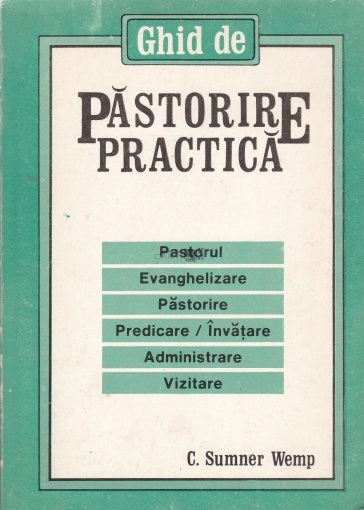 Ghid de
PĂSTORIRE
PRACTICĂ
Pastorul
Evanghelizare
Păstorire
Predicare / Învățare
Administrare
Vizitare
C. Sumner Wemp